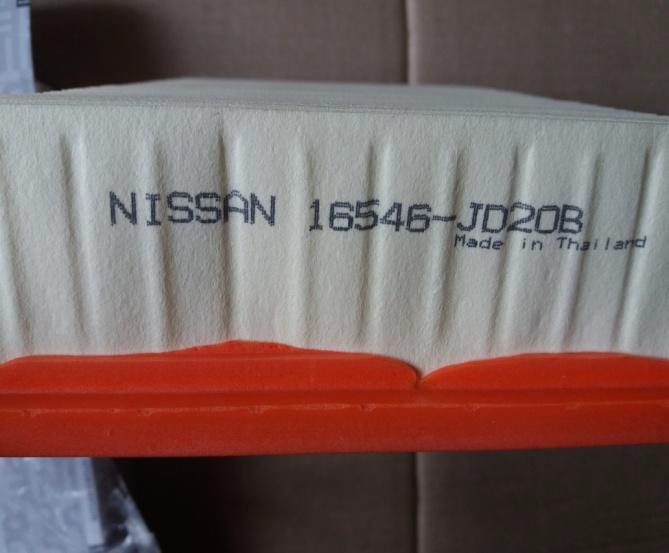 NISSAN 16546-JD20B
Made in Thailand